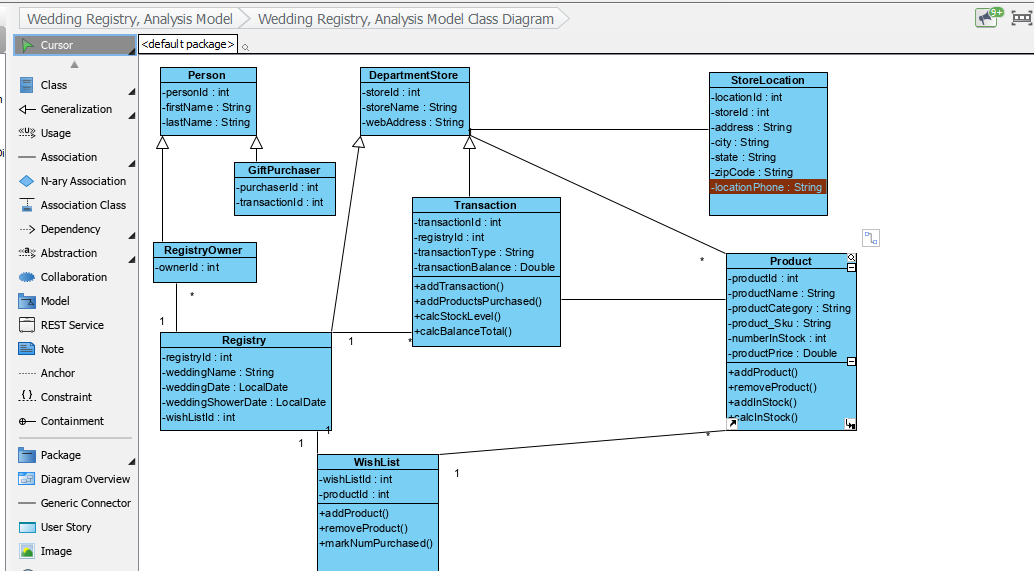 Wedding Registry, Analysis Model
Wedding Registry, Analysis Model Class Diagram
9+
Cursor
<default package>
Class
Generalization
Usage
Association
N-ary Association
Association Class
Dependency
Abstraction
Collaboration
Model
REST Service
Note
Anchor
Constraint
Containment
Package
Diagram Overview
Generic Connector
User Story
Image
Person
-personId : int
-firstName : String
-lastName : String
DepartmentStore
-storeId : int
-storeName : String
-webAddress : String
StoreLocation
-locationId : int
-storeId : int
-address : String
-city : String
-state : String
-zipCode : String
-locationPhone : String
GiftPurchaser
-purchaserId : int
-transactionId : int
Transaction
-transactionId : int
-registryId : int
-transactionType : String
-transactionBalance : Double
+addTransaction()
+addProductsPurchased()
+calcStockLevel()
+calcBalanceTotal()
RegistryOwner
-ownerId : int
*
1
*
Product
-productId : int
-productName : String
-productCategory : String
-product_Sku : String
-numberInStock : int
-productPrice : Double
+addProduct()
+removeProduct()
+addInStock()
+calcInStock()
Registry
-registryId : int
-weddingName : String
-weddingDate : LocalDate
-weddingShowerDate : LocalDate
-wishListId : int
1
*
1
1
*
1
WishList
-wishListId : int
-productId : int
+addProduct()
+removeProduct()
+markNumPurchased()